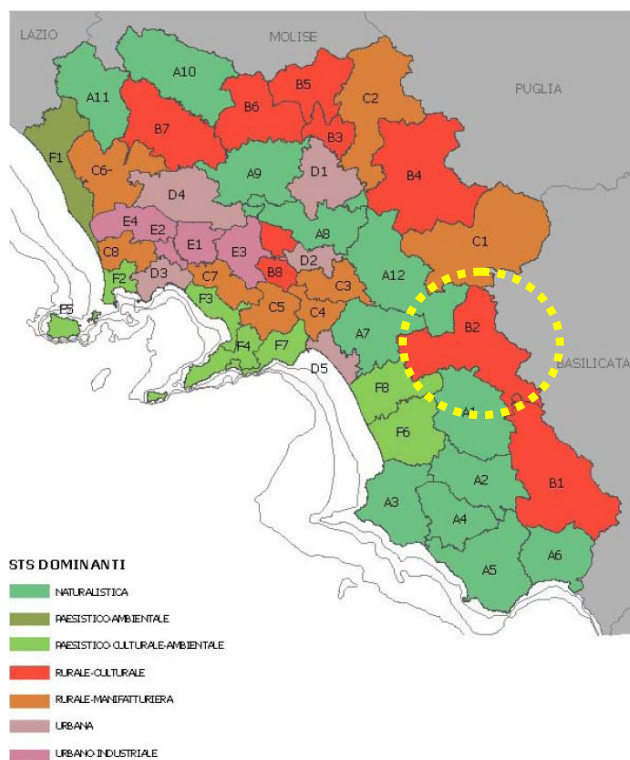 LAZIO
MOLISE
PUGLIA
BASILICATA
A10
A11
B5
B6
C2
B7
B3
F1
C6-
A9
D1
B4
D4
E4
E2
E1
E3
A8
C1
C8
D2
B8
A12
F2
D3
C7
C3
F3
C5
C4
B2
A7
F5
F4
F7
D5
F8
A1
F6
A2
B1
A3
A4
A5
A6
STS DOMINANTI
NATURALISTICA
PAESISTICO-AMBIENTALE
PAESISTICO-CULTURALE-AMBIENTALE
RURALE-CULTURALE
RURALE-MANIFATTURIERA
URBANA
URBANO-INDUSTRIALE